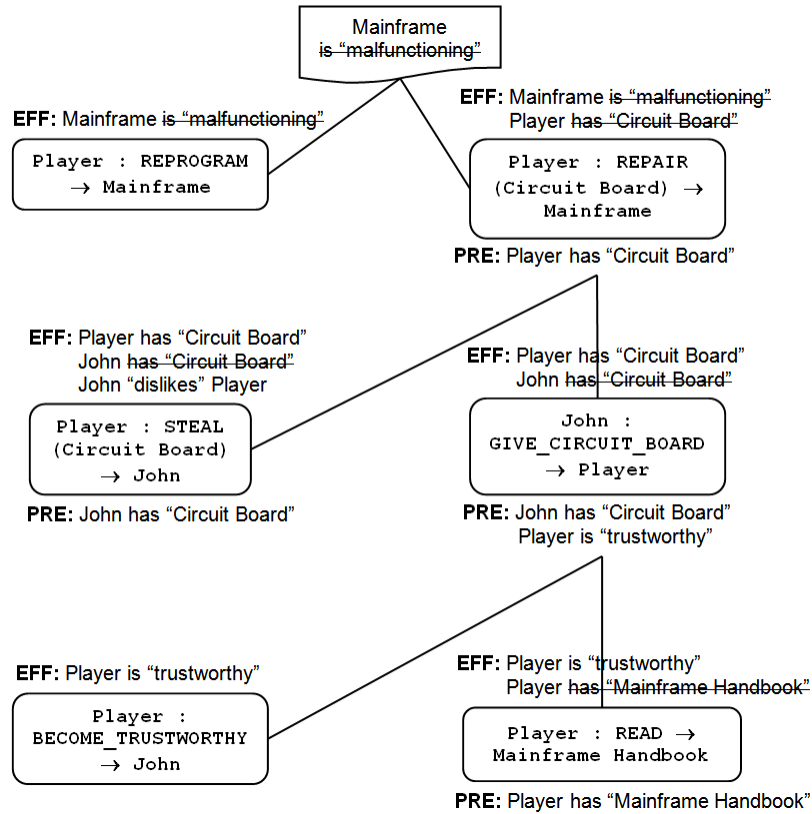 Mainframe
is “malfunctioning”
EFF: Mainframe is “malfunctioning”
Player : REPROGRAM
→ Mainframe
EFF: Mainframe is “malfunctioning”
Player has “Circuit Board”
Player : REPAIR
(Circuit Board) →
Mainframe
PRE: Player has “Circuit Board”
EFF: Player has “Circuit Board”
John has “Circuit Board”
John “dislikes” Player
Player : STEAL
(Circuit Board)
→ John
PRE: John has “Circuit Board”
EFF: Player has “Circuit Board”
John has “Circuit Board”
John :
GIVE_CIRCUIT_BOARD
→ Player
PRE: John has “Circuit Board”
Player is “trustworthy”
EFF: Player is “trustworthy”
Player :
BECOME_TRUSTWORTHY
→ John
EFF: Player is “trustworthy”
Player has “Mainframe Handbook”
Player : READ →
Mainframe Handbook
PRE: Player has “Mainframe Handbook”